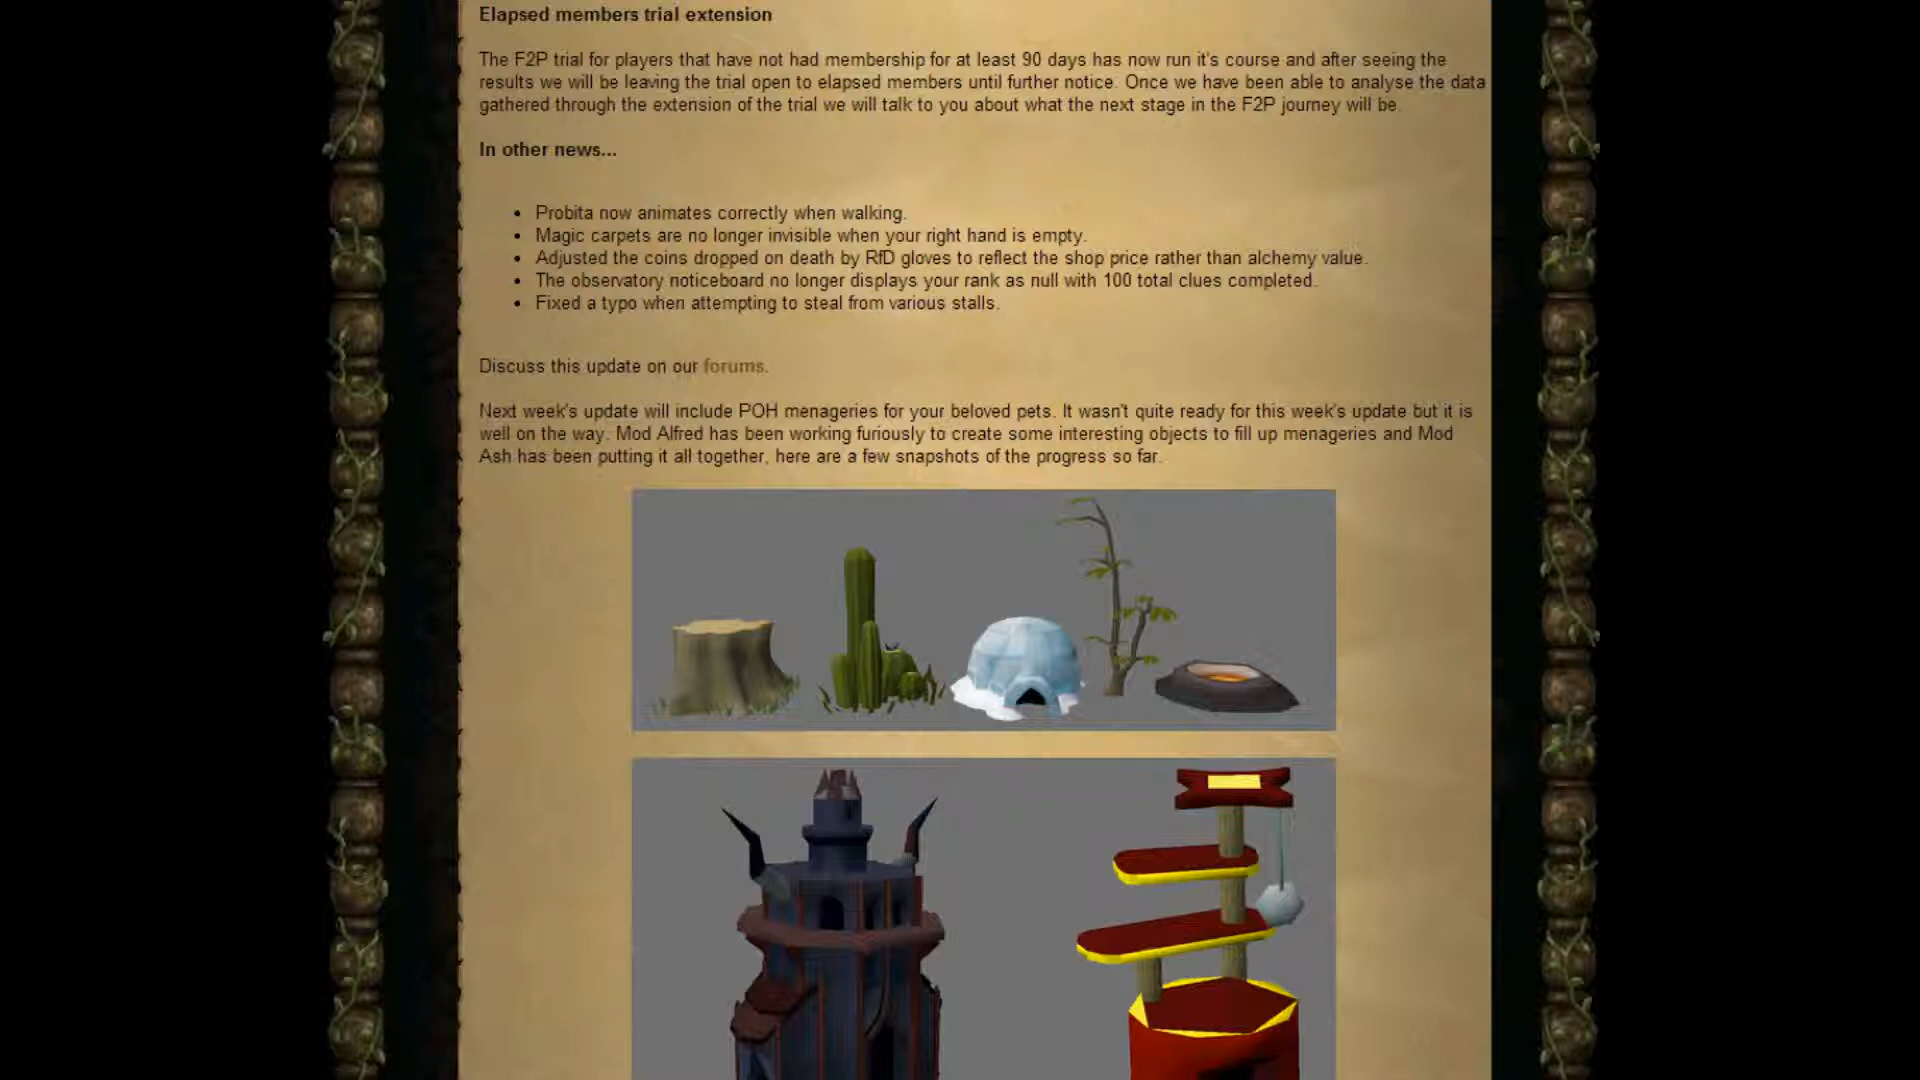 Elapsed members trial extension
The F2P trial for players that have not had membership for at least 90 days has now run it's course and after seeing the
results we will be leaving the trial open to elapsed members until further notice. Once we have been able to analyse the data
gathered through the extension of the trial we will talk to you about what the next stage in the F2P journey will be.
In other news...
• Probita now animates correctly when walking.
• Magic carpets are no longer invisible when your right hand is empty.
• Adjusted the coins dropped on death by RfD gloves to reflect the shop price rather than alchemy value.
• The observatory noticeboard no longer displays your rank as null with 100 total clues completed.
• Fixed a typo when attempting to steal from various stalls.
Discuss this update on our forums.
Next week's update will include POH menageries for your beloved pets. It wasn't quite ready for this week's update but it is
well on the way. Mod Alfred has been working furiously to create some interesting objects to fill up menageries and Mod
Ash has been putting it all together, here are a few snapshots of the progress so far.